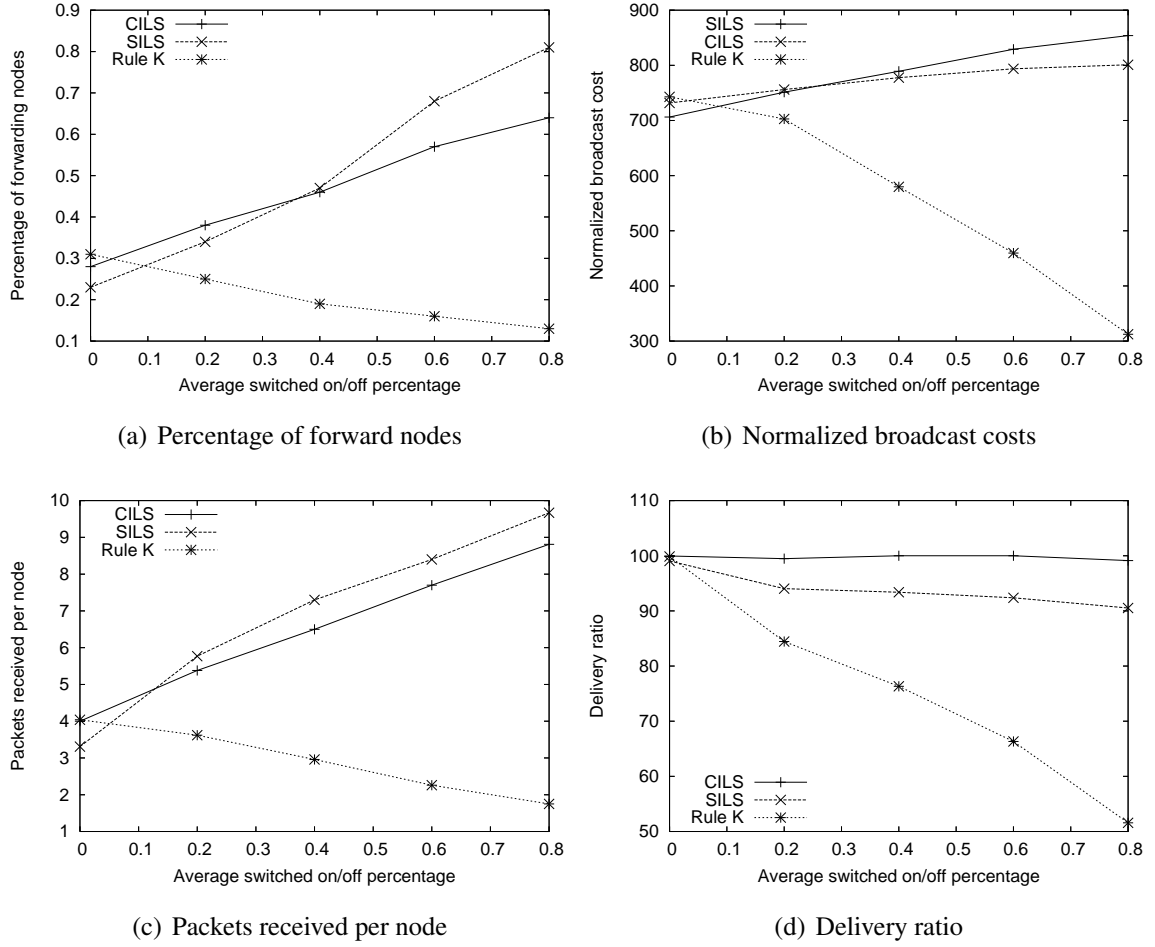 0.9
0.8
0.7
0.6
0.5
0.4
0.3
0.2
0.1
Percentage of forwarding nodes
CILS
SILS
Rule K
0 0.1 0.2 0.3 0.4 0.5 0.6 0.7 0.8
Average switched on/off percentage
(a) Percentage of forward nodes
900
800
700
600
500
400
300
Normalized broadcast cost
SILS
CILS
Rule K
0 0.1 0.2 0.3 0.4 0.5 0.6 0.7 0.8
Average switched on/off percentage
(b) Normalized broadcast costs
10
9
8
7
6
5
4
3
2
1
Packets received per node
CILS
SILS
Rule K
0 0.1 0.2 0.3 0.4 0.5 0.6 0.7 0.8
Average switched on/off percentage
(c) Packets received per node
110
100
90
80
70
60
50
Delivery ratio
CILS
SILS
Rule K
0 0.1 0.2 0.3 0.4 0.5 0.6 0.7 0.8
Average switched on/off percentage
(d) Delivery ratio